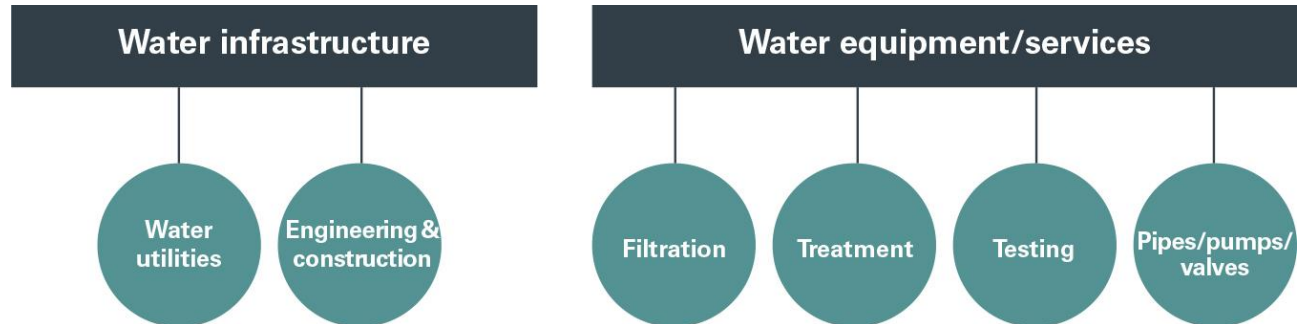 Water infrastructure
Water equipment/services
Water
utilities
Engineering &
construction
Filtration
Treatment
Testing
Pipes/pumps/
valves